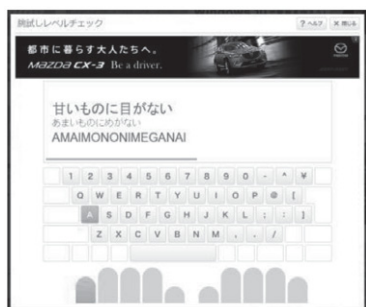 腕試しレベルチェック
? ヘルプ × 閉じる
都市に暮らす大人たちへ。
MAZDA CX-3 Be a driver.
甘いものに目がない
あまいものにめがない
AMAIMONONIMEGANAI
1 2 3 4 5 6 7 8 9 0 - ^ ¥
Q W E R T Y U I O P @ [
A S D F G H J K L ; : ]
Z X C V B N M , . /